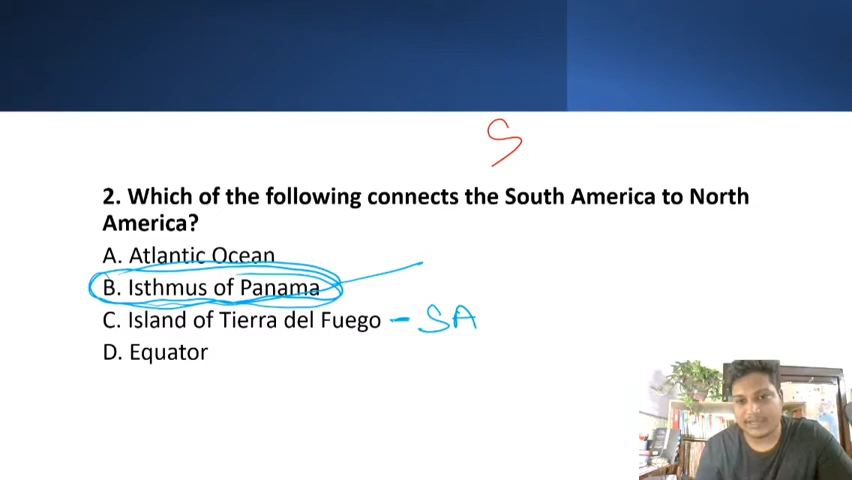 S
2. Which of the following connects the South America to North
America?
A. Atlantic Ocean
B. Isthmus of Panama
C. Island of Tierra del Fuego - SA
D. Equator